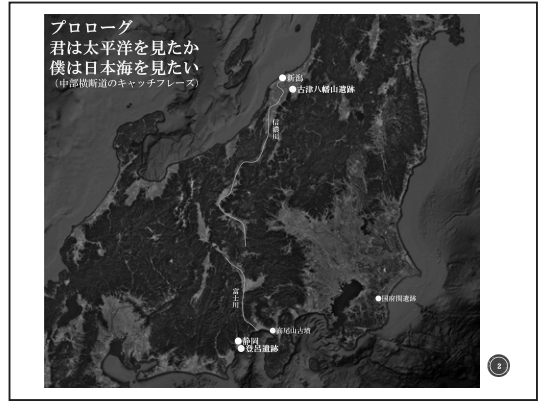 プロローグ
君は太平洋を見たか
僕は日本海を見たい
(中部横断道のキャッチフレーズ)
新潟
古津八幡山遺跡
信濃川
富士川
国府関遺跡
高尾山古墳
静岡
登呂遺跡
2